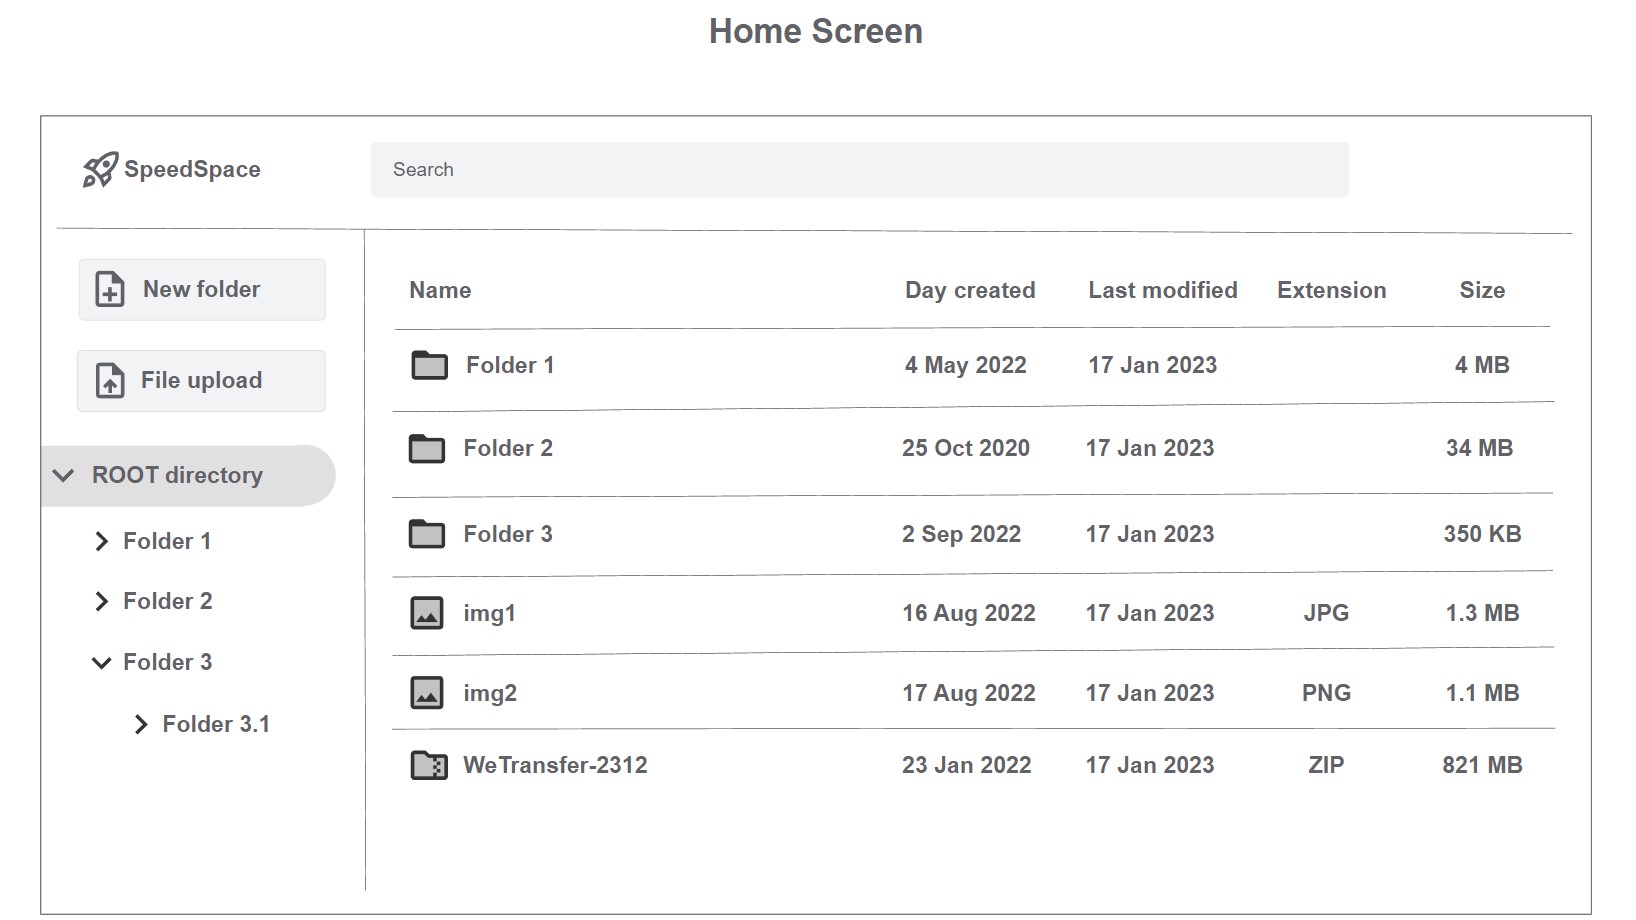 Home Screen
SpeedSpace
Search
New folder
File upload
ROOT directory
Folder 1
Folder 2
Folder 3
Folder 3.1
Name Day created Last modified Extension Size
Folder 1 4 May 2022 17 Jan 2023 4 MB
Folder 2 25 Oct 2020 17 Jan 2023 34 MB
Folder 3 2 Sep 2022 17 Jan 2023 350 KB
img1 16 Aug 2022 17 Jan 2023 JPG 1.3 MB
img2 17 Aug 2022 17 Jan 2023 PNG 1.1 MB
WeTransfer-2312 23 Jan 2022 17 Jan 2023 ZIP 821 MB